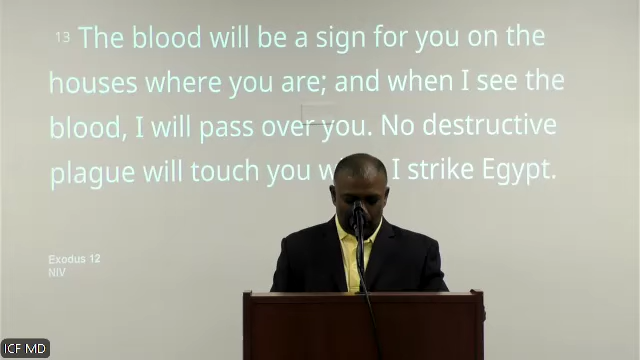 13 The blood will be a sign for you on the
houses where you are; and when I see the
blood, I will pass over you. No destructive
plague will touch you I strike Egypt.
Exodus 12
NIV
ICF MD